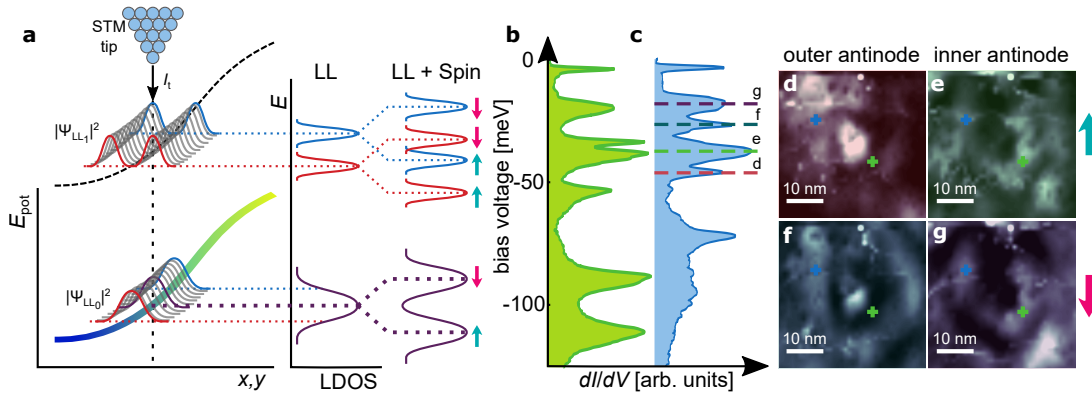 a
STM
tip
I_t
|Ψ_LL₁|²
E_pot
|Ψ_LL₀|²
x,y
LL
LL + Spin
E
LDOS
b
bias voltage [meV]
0
-50
-100
c
g
f
e
d
dI/dV [arb. units]
outer antinode
inner antinode
d
10 nm
e
10 nm
f
10 nm
g
10 nm